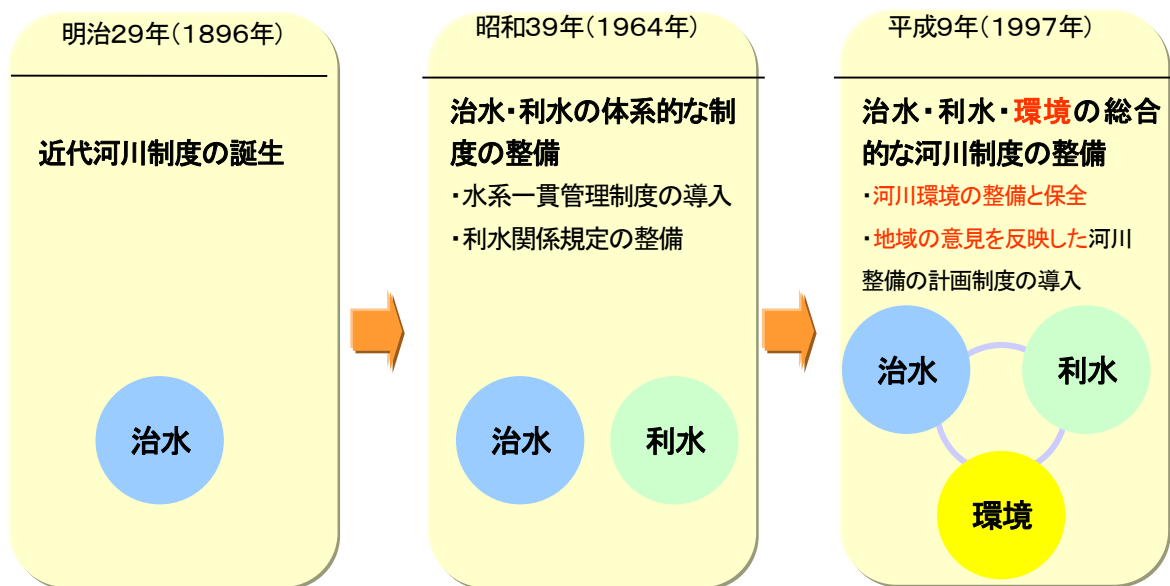 明治29年(1896年)
近代河川制度の誕生
治水
昭和39年(1964年)
治水・利水の体系的な制
度の整備
・水系一貫管理制度の導入
・利水関係規定の整備
治水
利水
平成9年(1997年)
治水・利水・環境の総合
的な河川制度の整備
・河川環境の整備と保全
・地域の意見を反映した河川
整備の計画制度の導入
治水
利水
環境